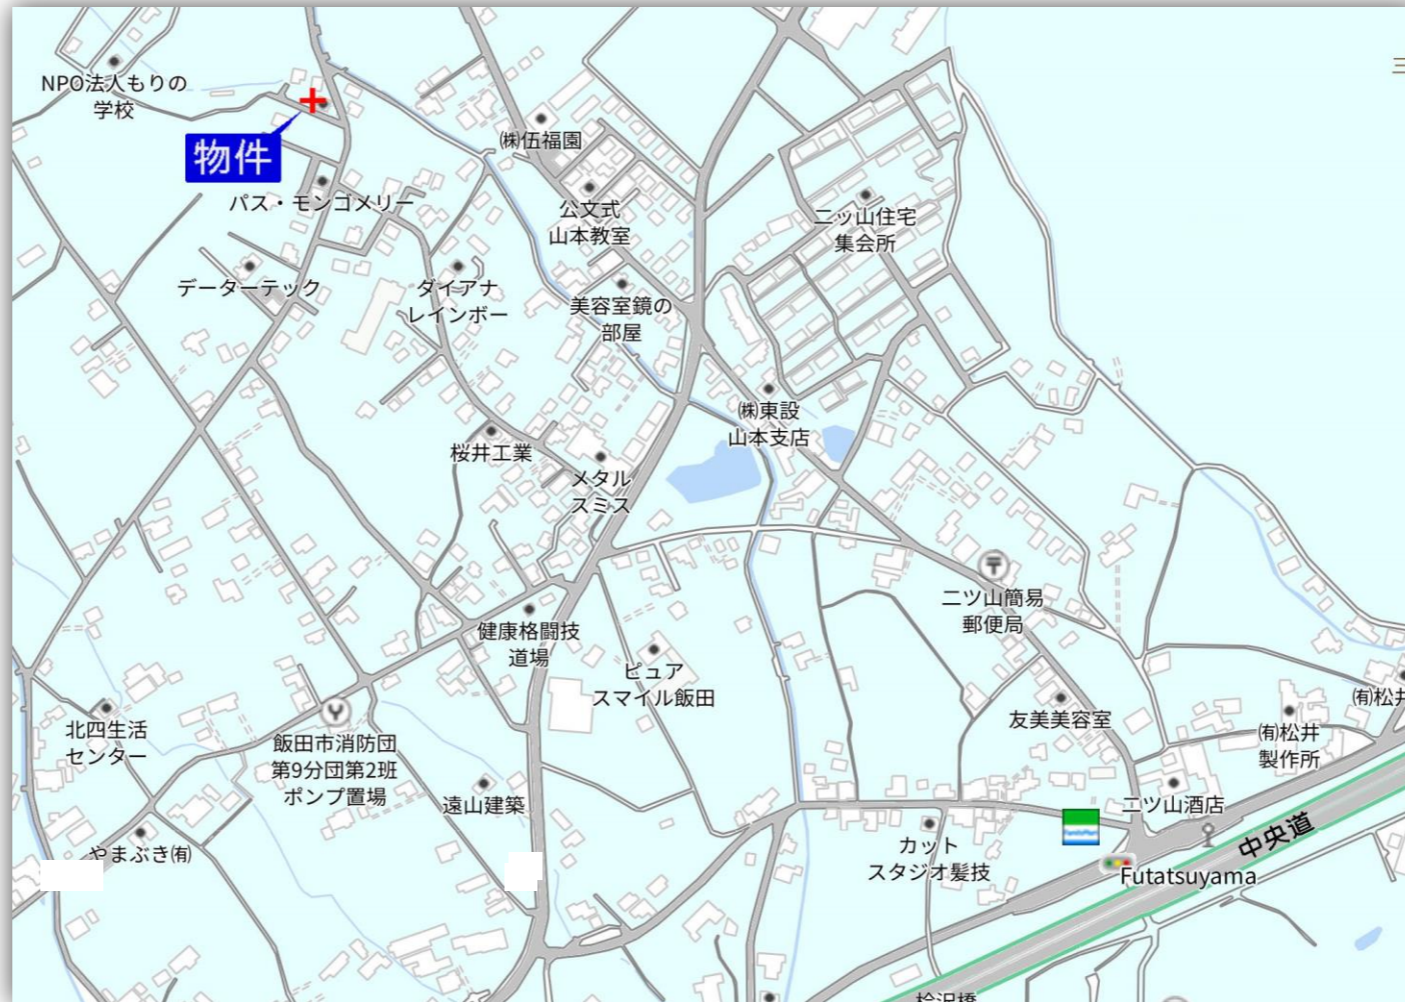 三
NPO法人もりの
学校
物件
㈱伍福園
パス・モンゴメリー
公文式
山本教室
二ッ山住宅
集会所
データーテック
ダイアナ
レインボー
美容室鏡の
部屋
㈱東設
山本支店
桜井工業
メタル
スミス
二ツ山簡易
郵便局
健康格闘技
道場
ピュア
スマイル飯田
友美美容室
㈲松井
㈲松井
製作所
北四生活
センター
飯田市消防団
第9分団第2班
ポンプ置場
遠山建築
二ツ山酒店
FamilyMart
中央道
やまぶき㈲
カット
スタジオ髪技
Futatsuyama
桧沢橋